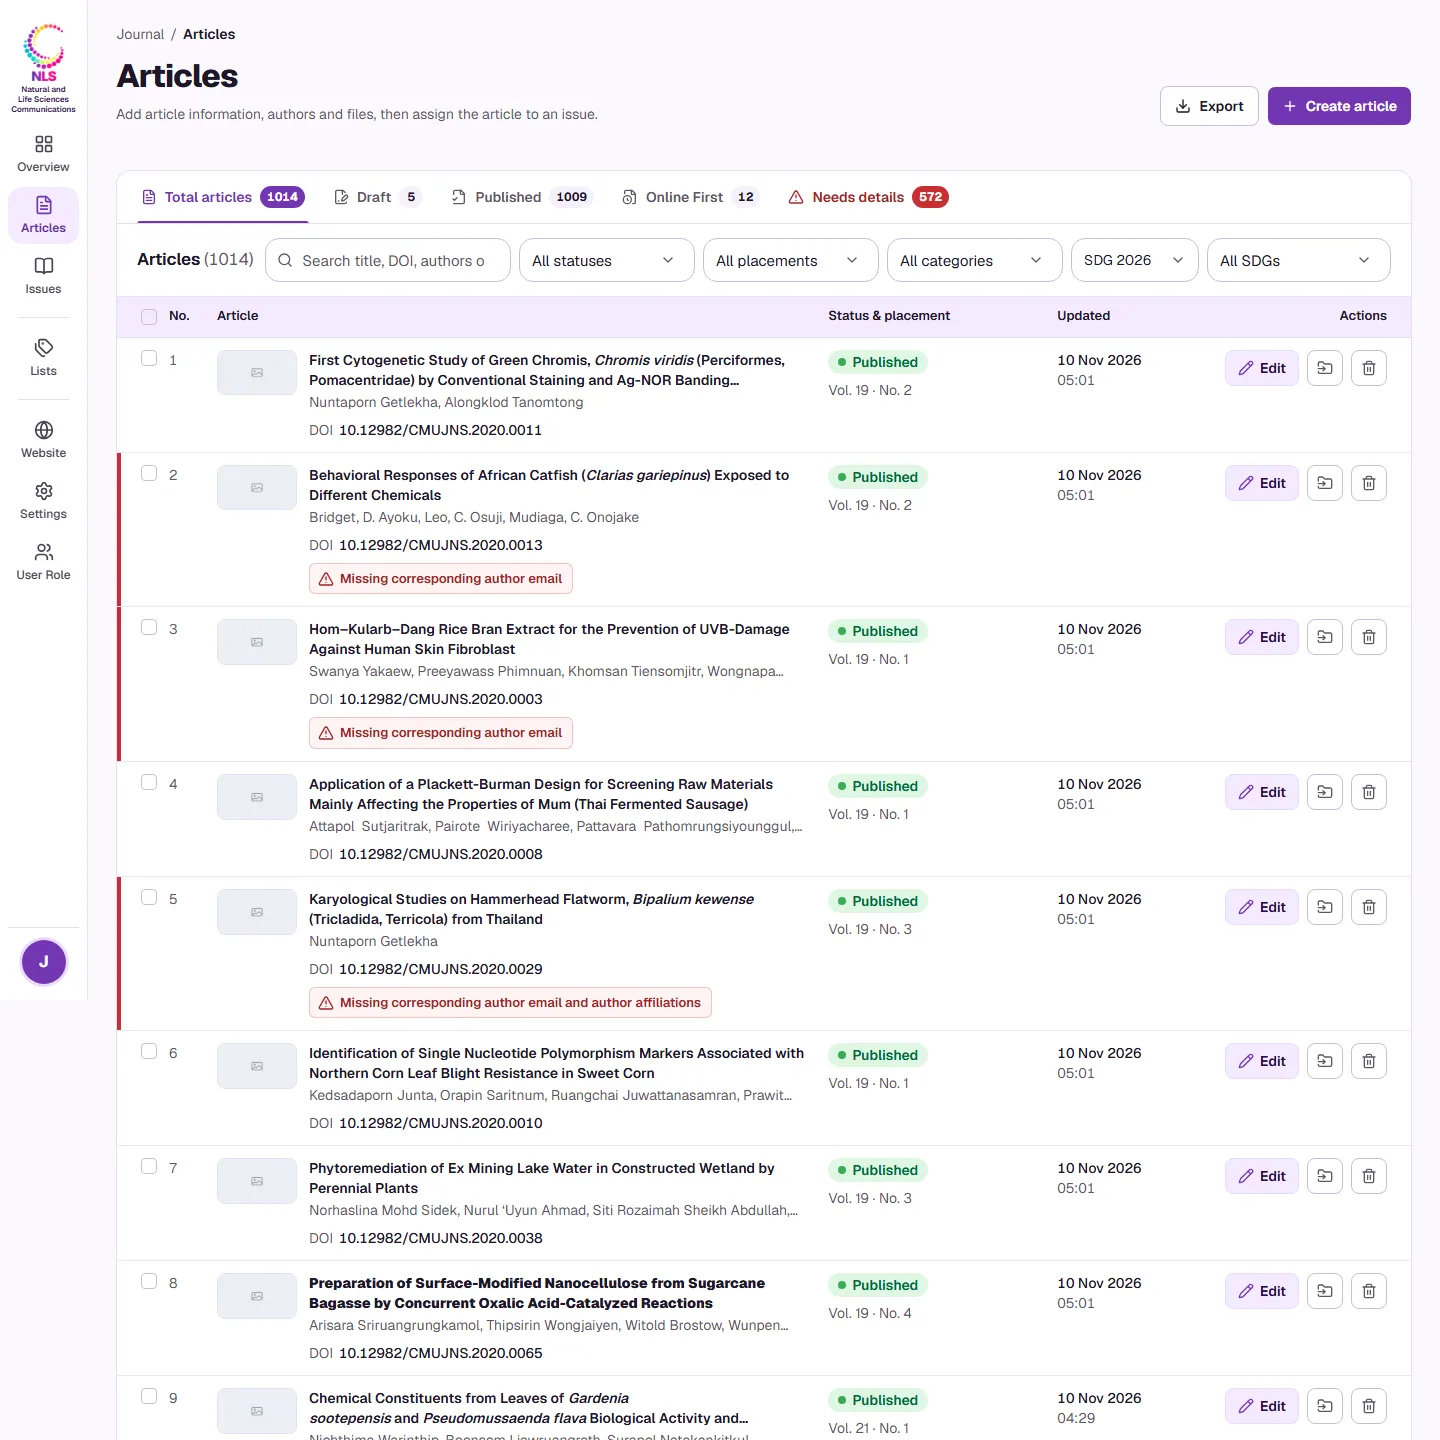 NLS
Natural and
Life Sciences
Communications
Overview
Articles
Issues
Lists
Website
Settings
User Role
J
Journal / Articles
Articles
Add article information, authors and files, then assign the article to an issue.
Export
+ Create article
Total articles 1014
Draft 5
Published 1009
Online First 12
Needs details 572
Articles (1014)
Search title, DOI, authors o
All statuses
All placements
All categories
SDG 2026
All SDGs
No. Article Status & placement Updated Actions
1
First Cytogenetic Study of Green Chromis, Chromis viridis (Perciformes,
Pomacentridae) by Conventional Staining and Ag-NOR Banding...
Nuntaporn Getlekha, Alongklod Tanomtong
DOI 10.12982/CMUJNS.2020.0011
Published
Vol. 19 · No. 2
10 Nov 2026
05:01
Edit
2
Behavioral Responses of African Catfish (Clarias gariepinus) Exposed to
Different Chemicals
Bridget, D. Ayoku, Leo, C. Osuji, Mudiaga, C. Onojake
DOI 10.12982/CMUJNS.2020.0013
Missing corresponding author email
Published
Vol. 19 · No. 2
10 Nov 2026
05:01
Edit
3
Hom–Kularb–Dang Rice Bran Extract for the Prevention of UVB-Damage
Against Human Skin Fibroblast
Swanya Yakaew, Preeyawass Phimnuan, Khomsan Tiensomjitr, Wongnapa...
DOI 10.12982/CMUJNS.2020.0003
Missing corresponding author email
Published
Vol. 19 · No. 1
10 Nov 2026
05:01
Edit
4
Application of a Plackett-Burman Design for Screening Raw Materials
Mainly Affecting the Properties of Mum (Thai Fermented Sausage)
Attapol Sutjaritrak, Pairote Wiriyacharee, Pattavara Pathomrungsiyounggul,...
DOI 10.12982/CMUJNS.2020.0008
Published
Vol. 19 · No. 1
10 Nov 2026
05:01
Edit
5
Karyological Studies on Hammerhead Flatworm, Bipalium kewense
(Tricladida, Terricola) from Thailand
Nuntaporn Getlekha
DOI 10.12982/CMUJNS.2020.0029
Missing corresponding author email and author affiliations
Published
Vol. 19 · No. 3
10 Nov 2026
05:01
Edit
6
Identification of Single Nucleotide Polymorphism Markers Associated with
Northern Corn Leaf Blight Resistance in Sweet Corn
Kedsadaporn Junta, Orapin Saritnum, Ruangchai Juwattanasamran, Prawit...
DOI 10.12982/CMUJNS.2020.0010
Published
Vol. 19 · No. 1
10 Nov 2026
05:01
Edit
7
Phytoremediation of Ex Mining Lake Water in Constructed Wetland by
Perennial Plants
Norhaslina Mohd Sidek, Nurul ‘Uyun Ahmad, Siti Rozaimah Sheikh Abdullah,...
DOI 10.12982/CMUJNS.2020.0038
Published
Vol. 19 · No. 3
10 Nov 2026
05:01
Edit
8
Preparation of Surface-Modified Nanocellulose from Sugarcane
Bagasse by Concurrent Oxalic Acid-Catalyzed Reactions
Arisara Sriruangrungkamol, Thipsirin Wongjaiyen, Witold Brostow, Wunpen...
DOI 10.12982/CMUJNS.2020.0065
Published
Vol. 19 · No. 4
10 Nov 2026
05:01
Edit
9
Chemical Constituents from Leaves of Gardenia
sootepensis and Pseudomussaenda flava Biological Activity and...
Published
Vol. 21 · No. 1
10 Nov 2026
04:29
Edit